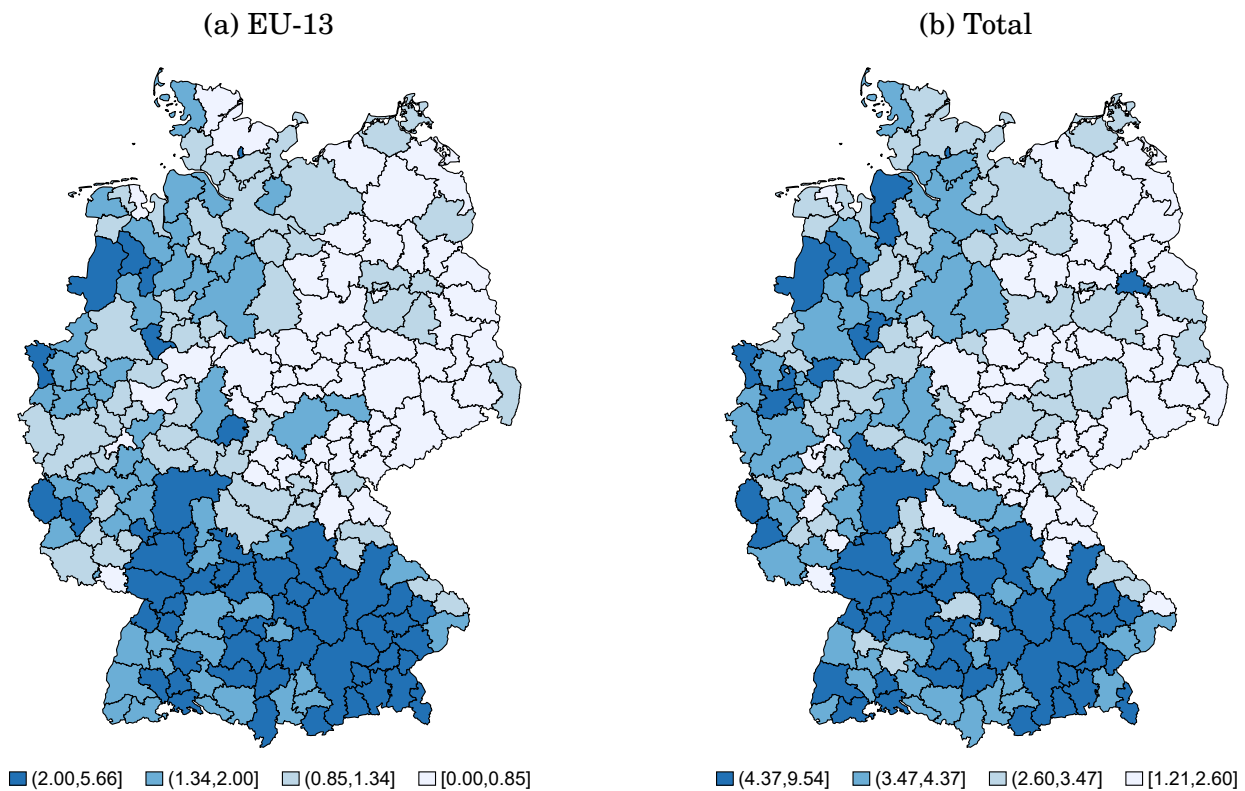 (a) EU-13
(b) Total
(2.00,5.66] (1.34,2.00] (0.85,1.34] [0.00,0.85]
(4.37,9.54] (3.47,4.37] (2.60,3.47] [1.21,2.60]